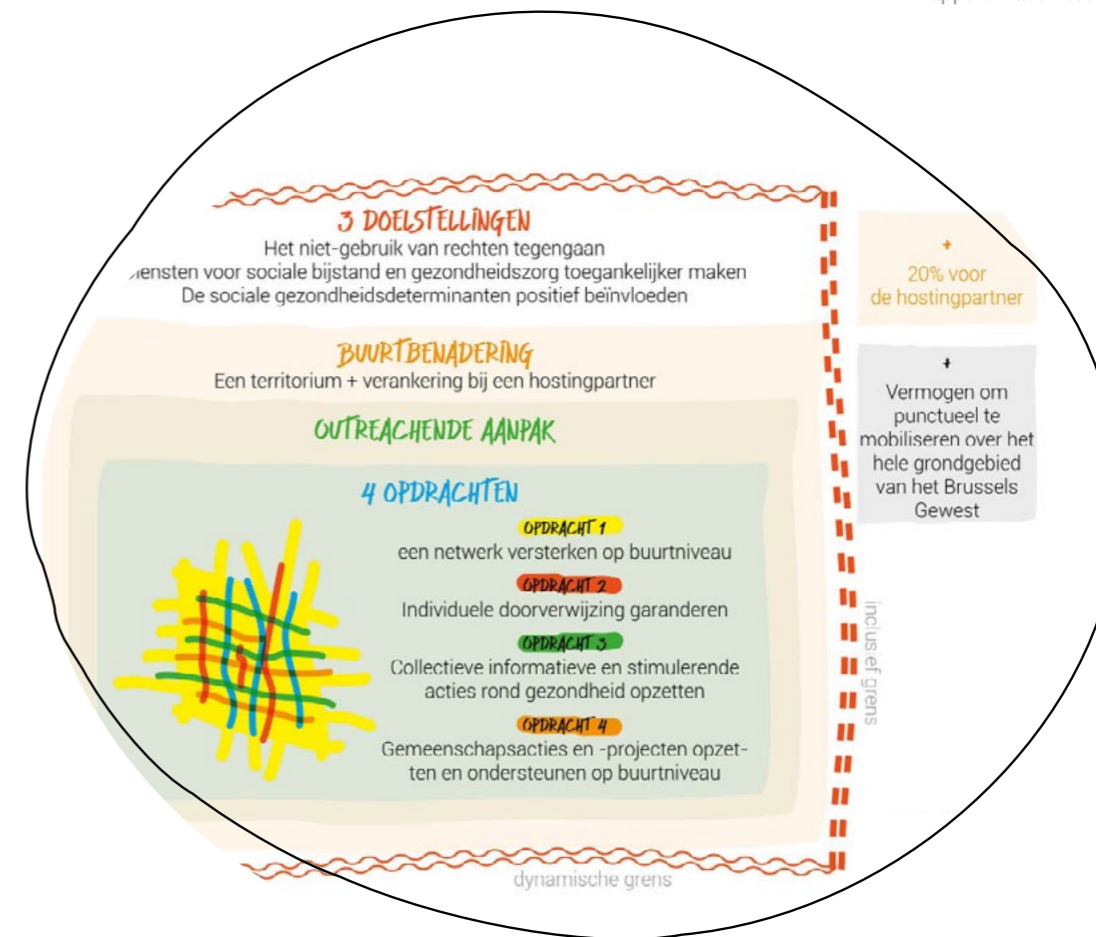 3 DOELSTELLINGEN
Het niet-gebruik van rechten tegengaan
voor sociale bijstand en gezondheidszorg toegankelijker maken
De sociale gezondheidsdeterminanten positief beïnvloeden
+
20% voor
de hostingpartner
BUURTBENADERING
Een territorium + verankering bij een hostingpartner
+
Vermogen om
punctueel te
mobiliseren over het
hele grondgebied
van het Brussels
Gewest
OUTREACHENDE AANPAK
4 OPDRACHTEN
OPDRACHT 1
een netwerk versterken op buurtniveau
OPDRACHT 2
Individuele doorverwijzing garanderen
OPDRACHT 3
Collectieve informatieve en stimulerende
acties rond gezondheid opzetten
OPDRACHT 4
Gemeenschapsacties en -projecten opzet-
ten en ondersteunen op buurtniveau
inclusief grens
dynamische grens